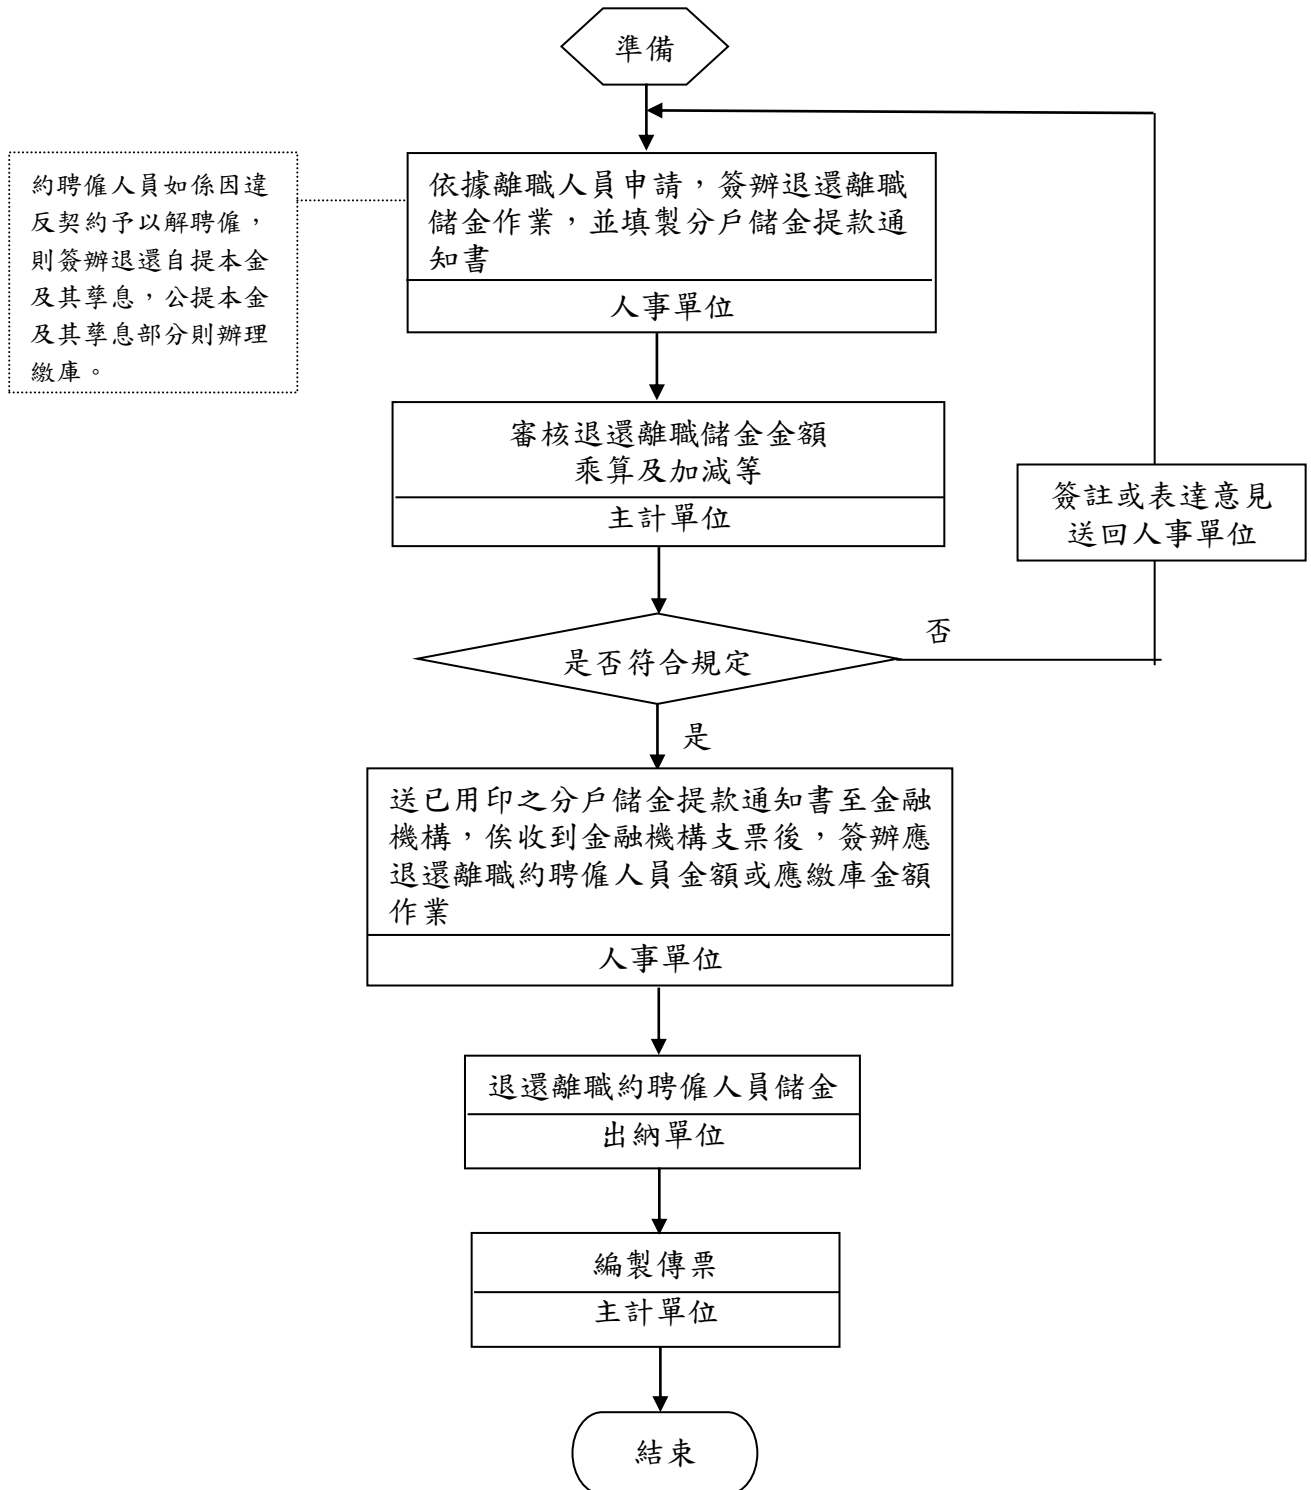 準備
約聘僱人員如係因違
反契約予以解聘僱，
則簽辦退還自提本金
及其孳息，公提本金
及其孳息部分則辦理
繳庫。
依據離職人員申請，簽辦退還離職
儲金作業，並填製分戶儲金提款通
知書
人事單位
審核退還離職儲金金額
乘算及加減等
主計單位
簽註或表達意見
送回人事單位
否
是否符合規定
是
送已用印之分戶儲金提款通知書至金融
機構，俟收到金融機構支票後，簽辦應
退還離職約聘僱人員金額或應繳庫金額
作業
人事單位
退還離職約聘僱人員儲金
出納單位
編製傳票
主計單位
結束